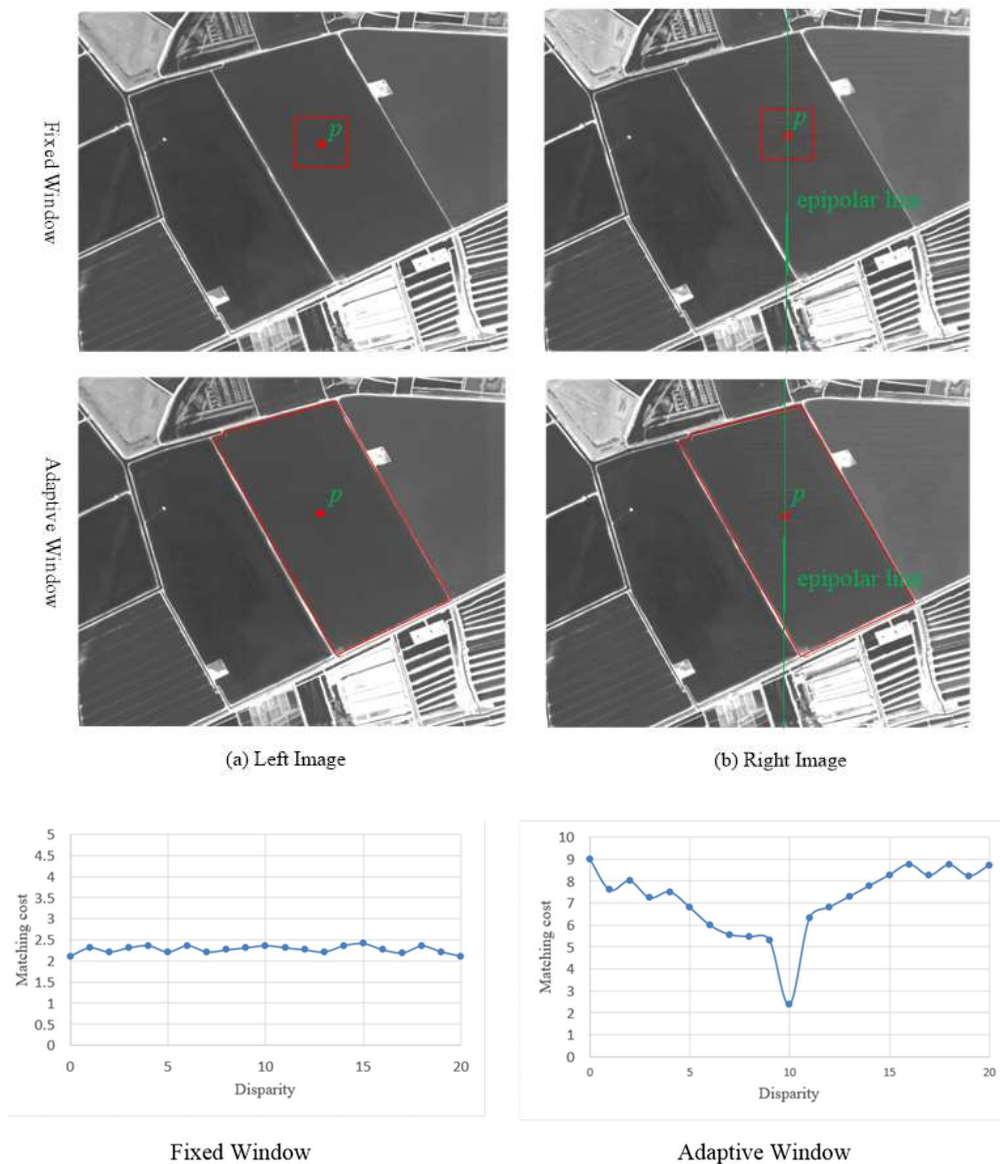 Fixed Window
p
p
epipolar line
Adaptive Window
p
p
epipolar line
(a) Left Image
(b) Right Image
5
4.5
4
3.5
3
2.5
2
1.5
1
0.5
0
Matching cost
0 5 10 15 20
Disparity
10
9
8
7
6
5
4
3
2
1
0
Matching cost
0 5 10 15 20
Disparity
Fixed Window
Adaptive Window